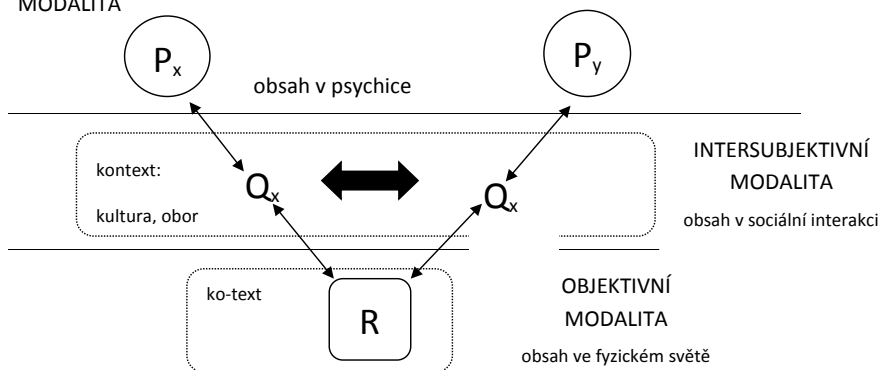 MODALITA
Px
Py
obsah v psychice
kontext:
kultura, obor
Qx
Qx
INTERSUBJEKTIVNÍ
MODALITA
obsah v sociální interakci
ko-text
R
OBJEKTIVNÍ
MODALITA
obsah ve fyzickém světě